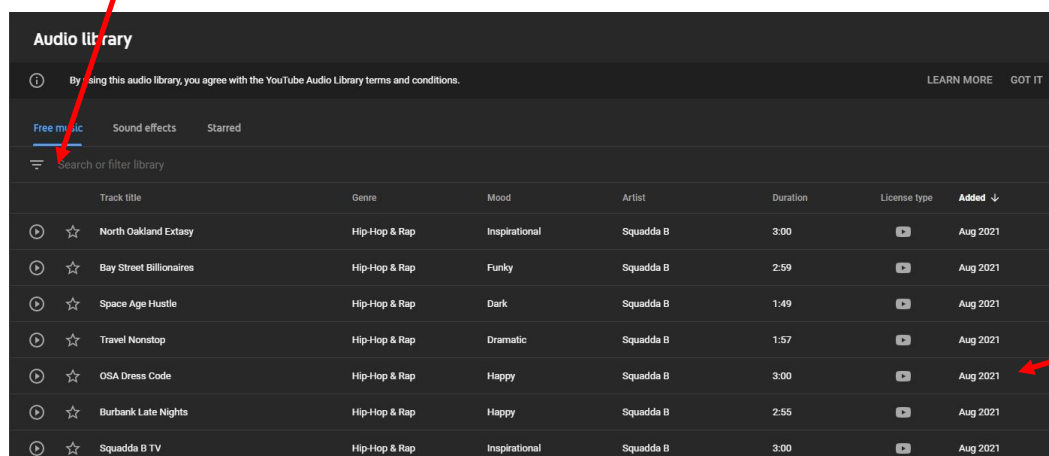 Audio library
By using this audio library, you agree with the YouTube Audio Library terms and conditions. LEARN MORE GOT IT
Free music Sound effects Starred
Search or filter library
Track title Genre Mood Artist Duration License type Added ↓
North Oakland Extasy Hip-Hop & Rap Inspirational Squadda B 3:00 Aug 2021
Bay Street Billionaires Hip-Hop & Rap Funky Squadda B 2:59 Aug 2021
Space Age Hustle Hip-Hop & Rap Dark Squadda B 1:49 Aug 2021
Travel Nonstop Hip-Hop & Rap Dramatic Squadda B 1:57 Aug 2021
OSA Dress Code Hip-Hop & Rap Happy Squadda B 3:00 Aug 2021
Burbank Late Nights Hip-Hop & Rap Happy Squadda B 2:55 Aug 2021
Squadda B TV Hip-Hop & Rap Inspirational Squadda B 3:00 Aug 2021